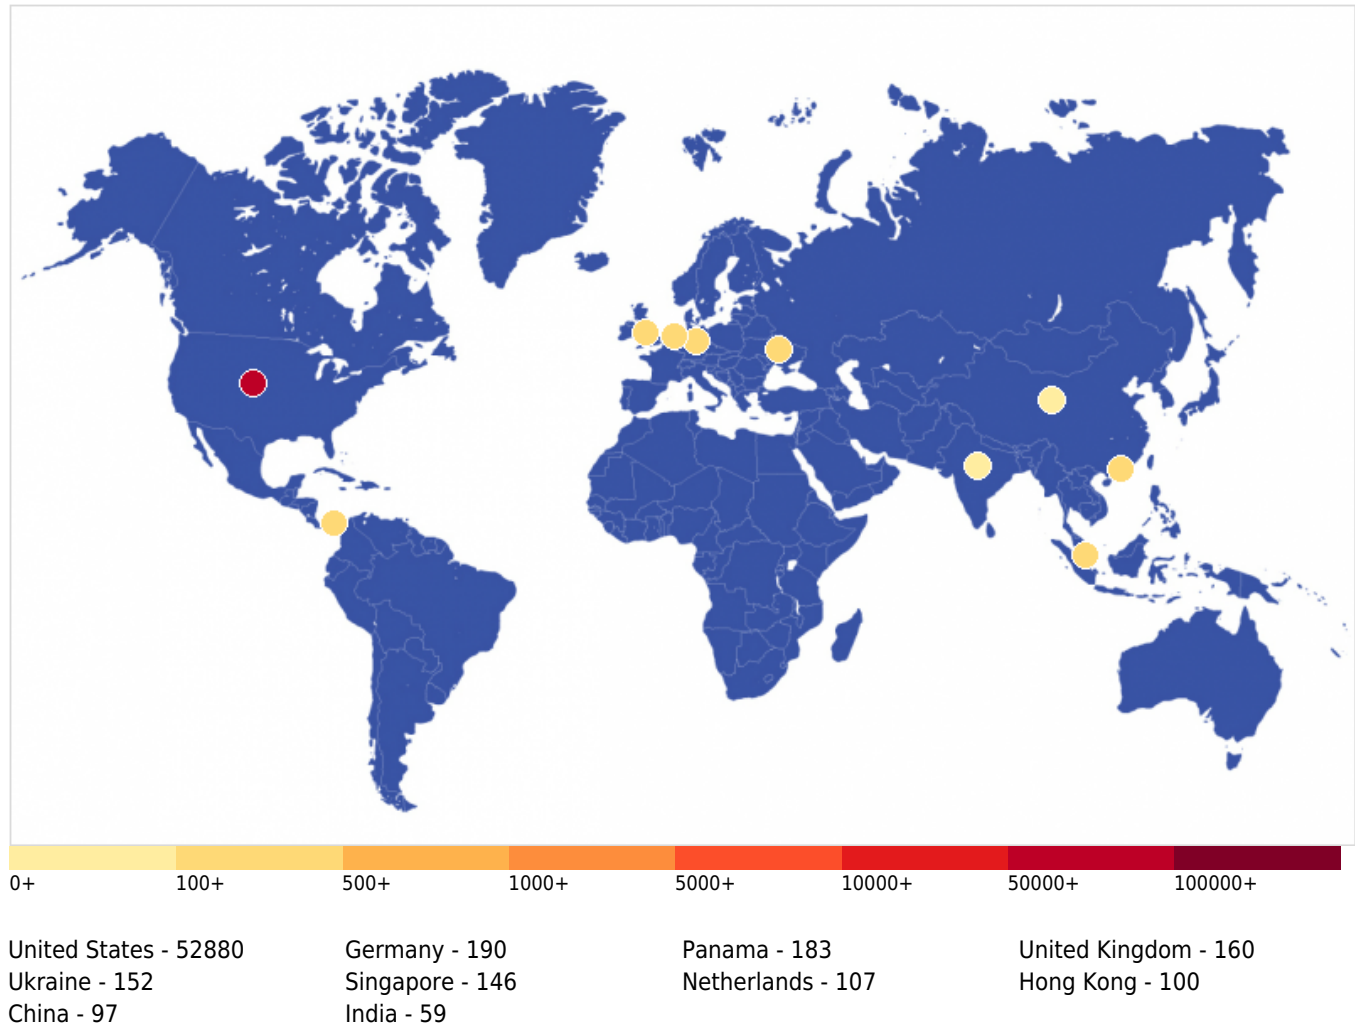 0+ 100+ 500+ 1000+ 5000+ 10000+ 50000+ 100000+
United States - 52880 Germany - 190 Panama - 183 United Kingdom - 160
Ukraine - 152 Singapore - 146 Netherlands - 107 Hong Kong - 100
China - 97 India - 59